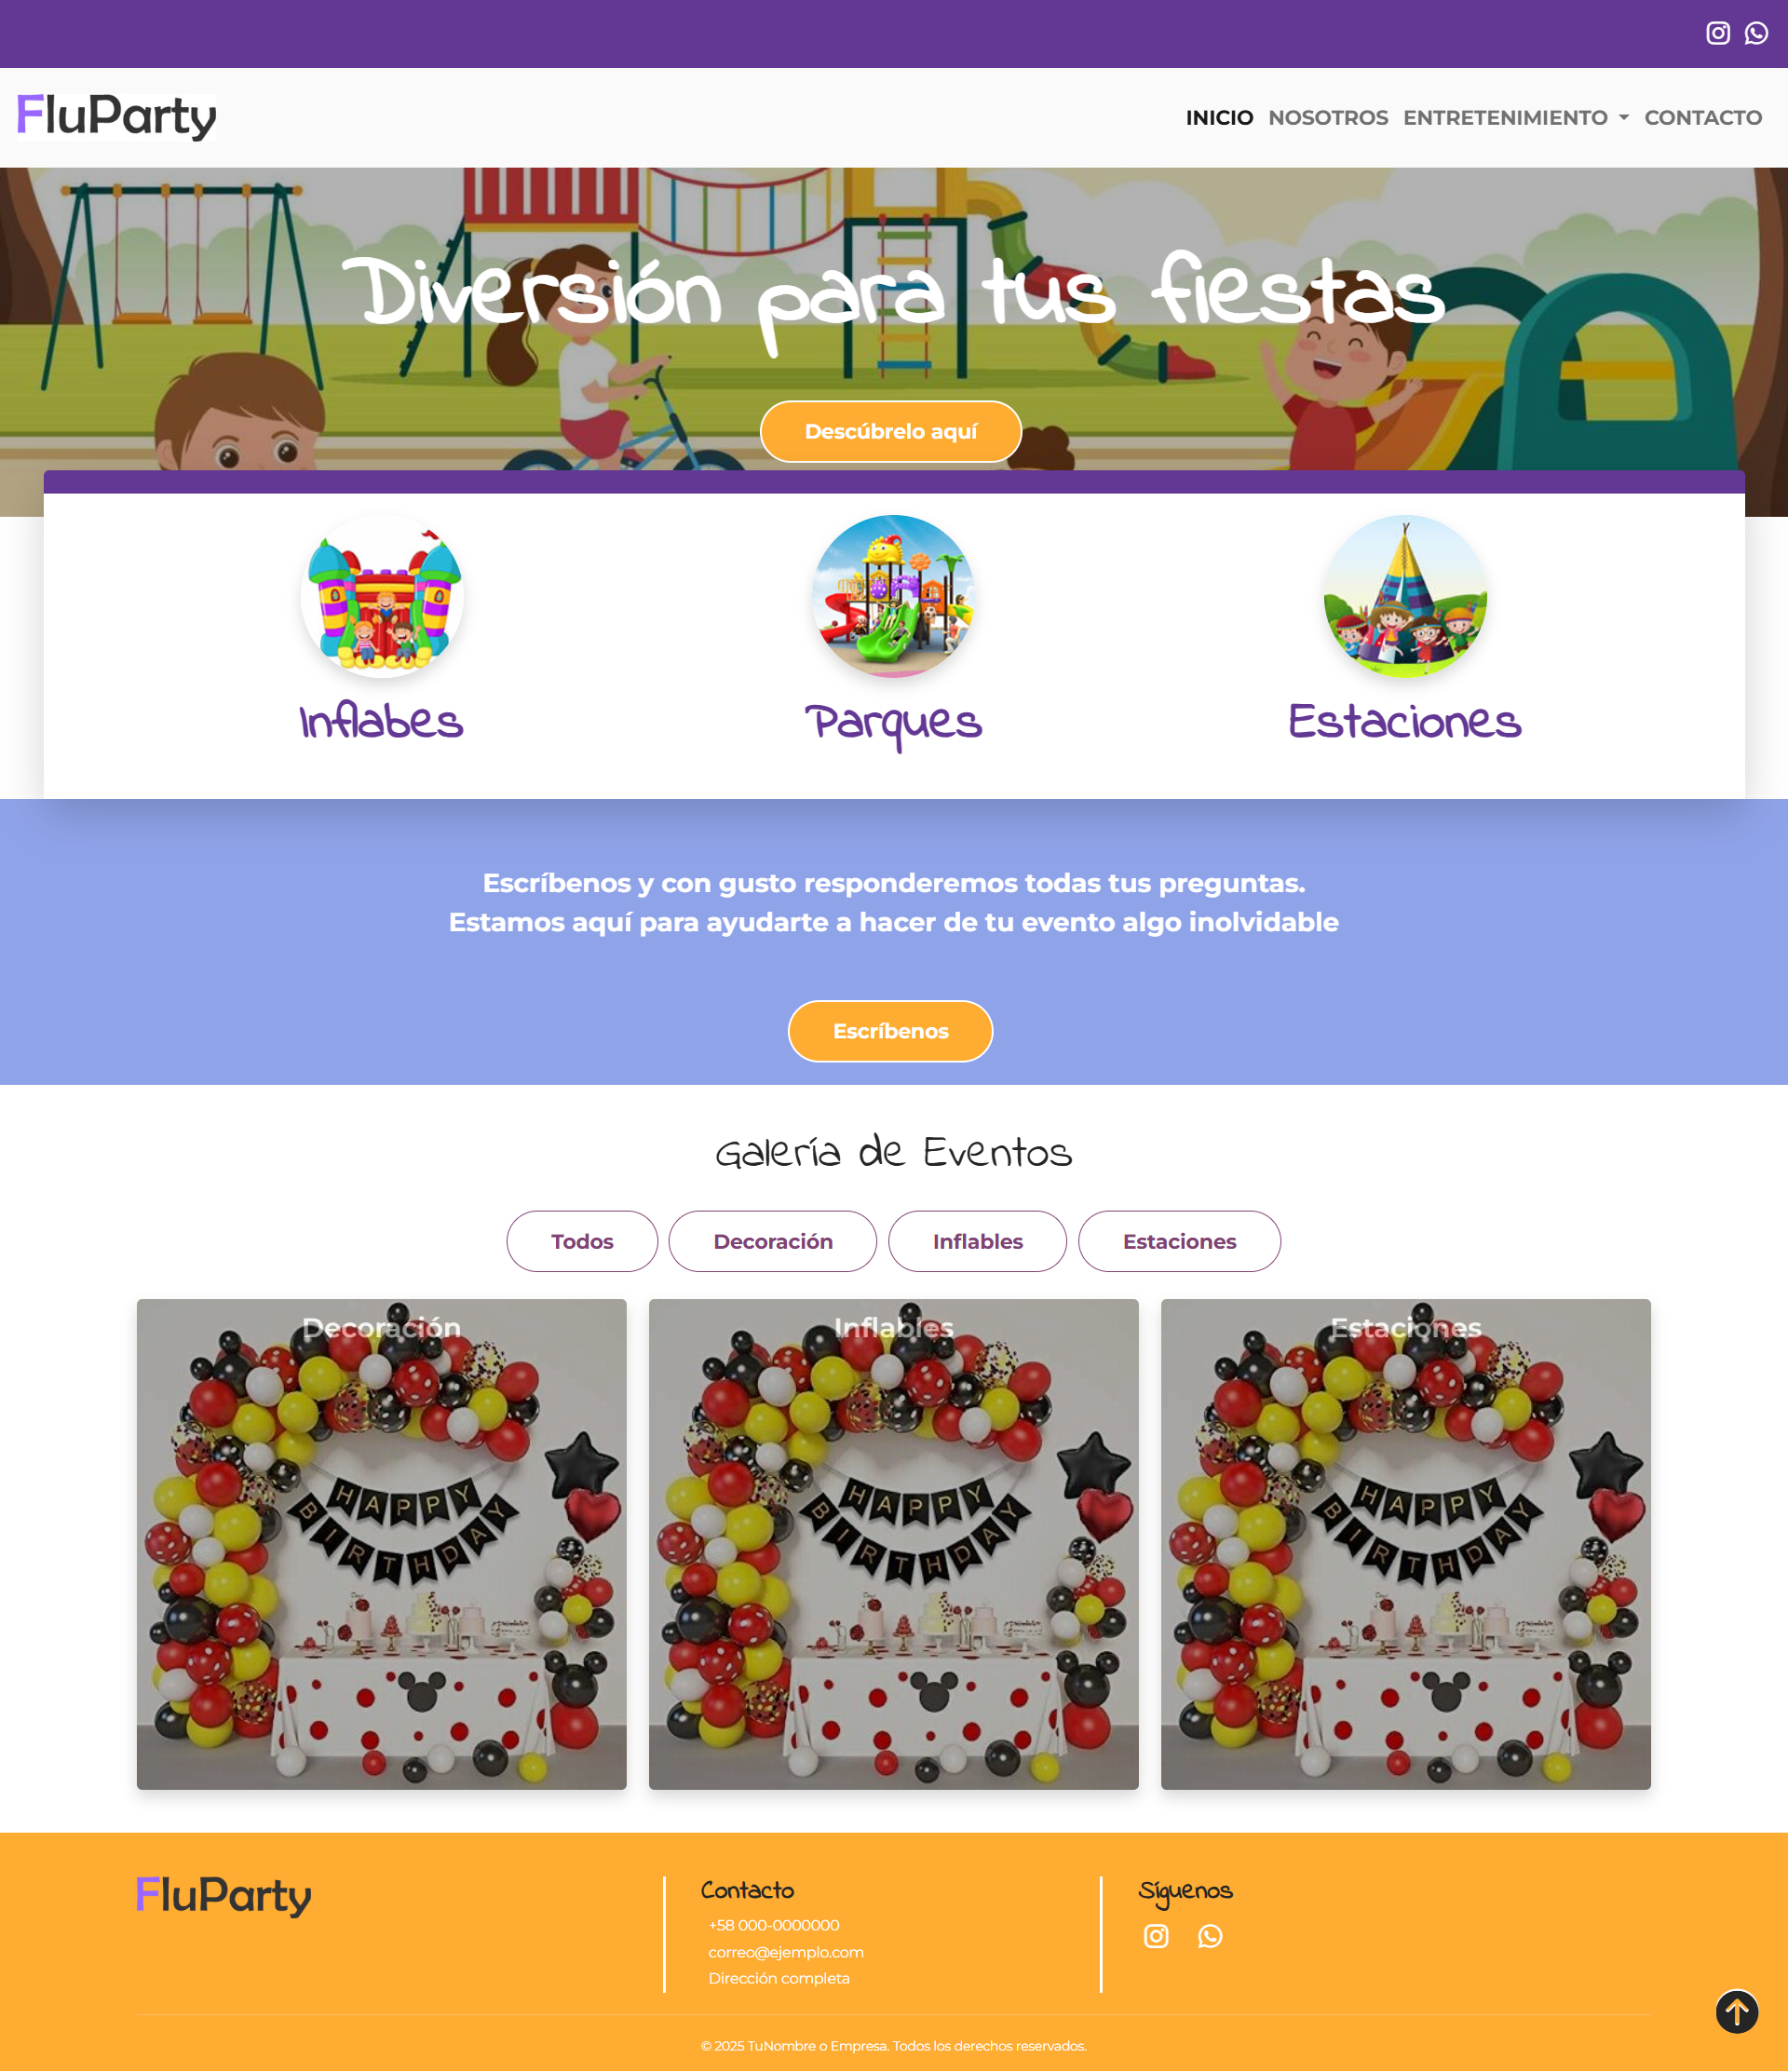 FluParty
INICIO NOSOTROS ENTRETENIMIENTO CONTACTO
Diversión para tus fiestas
Descúbrelo aquí
Inflabes Parques Estaciones
Escríbenos y con gusto responderemos todas tus preguntas.
Estamos aquí para ayudarte a hacer de tu evento algo inolvidable
Escríbenos
Galería de Eventos
Todos Decoración Inflables Estaciones
Decoración Inflables Estaciones
HAPPY HAPPY HAPPY
BIRTHDAY BIRTHDAY BIRTHDAY
FluParty
Contacto
+58 000-0000000
correo@ejemplo.com
Dirección completa
Síguenos
© 2025 TuNombre o Empresa. Todos los derechos reservados.